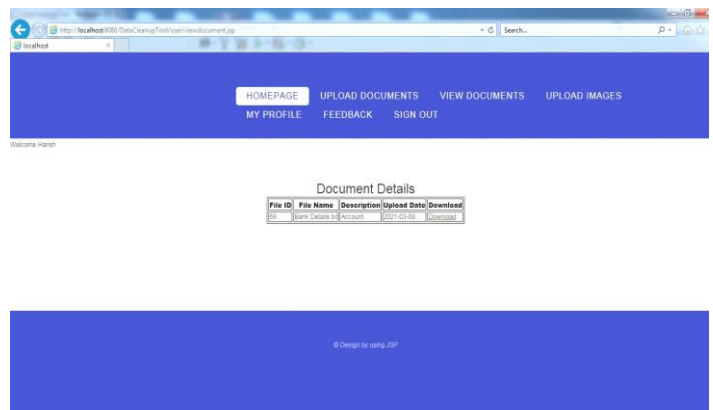 http://localhost:8080/DataCleanupTool/user/viewdocument.jsp
Search...
localhost
HOMEPAGE UPLOAD DOCUMENTS VIEW DOCUMENTS UPLOAD IMAGES
MY PROFILE FEEDBACK SIGN OUT
Welcome Harish
Document Details
File ID File Name Description Upload Date Download
69 Bank Details.txt Account 2021-03-08 Download
© Design by using JSP